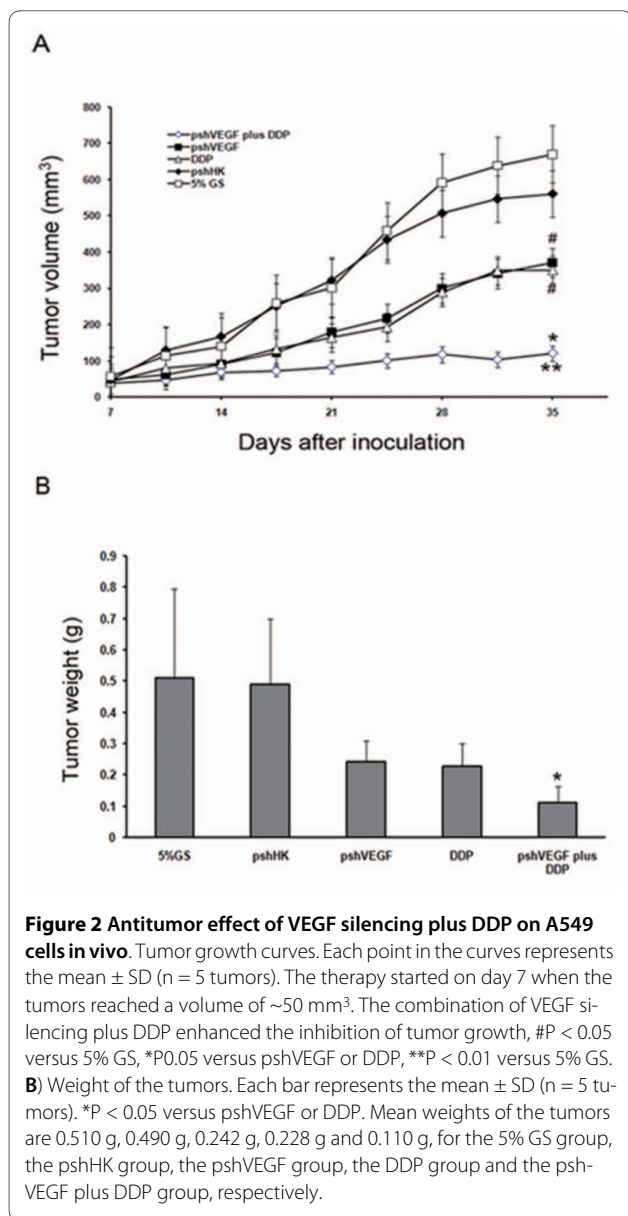 A
800
700
600
500
400
300
200
100
0
Tumor volume (mm³)
pshVEGF plus DDP
pshVEGF
DDP
pshHK
5% GS
#
#
*
**
7 14 21 28 35
Days after inoculation
B
0.9
0.8
0.7
0.6
0.5
0.4
0.3
0.2
0.1
0
Tumor weight (g)
*
5%GS pshHK pshVEGF DDP pshVEGF plus
DDP
Figure 2 Antitumor effect of VEGF silencing plus DDP on A549
cells in vivo. Tumor growth curves. Each point in the curves represents
the mean ± SD (n = 5 tumors). The therapy started on day 7 when the
tumors reached a volume of ~50 mm³. The combination of VEGF si-
lencing plus DDP enhanced the inhibition of tumor growth, #P < 0.05
versus 5% GS, *P0.05 versus pshVEGF or DDP, **P < 0.01 versus 5% GS.
B) Weight of the tumors. Each bar represents the mean ± SD (n = 5 tu-
mors). *P < 0.05 versus pshVEGF or DDP. Mean weights of the tumors
are 0.510 g, 0.490 g, 0.242 g, 0.228 g and 0.110 g, for the 5% GS group,
the pshHK group, the pshVEGF group, the DDP group and the psh-
VEGF plus DDP group, respectively.